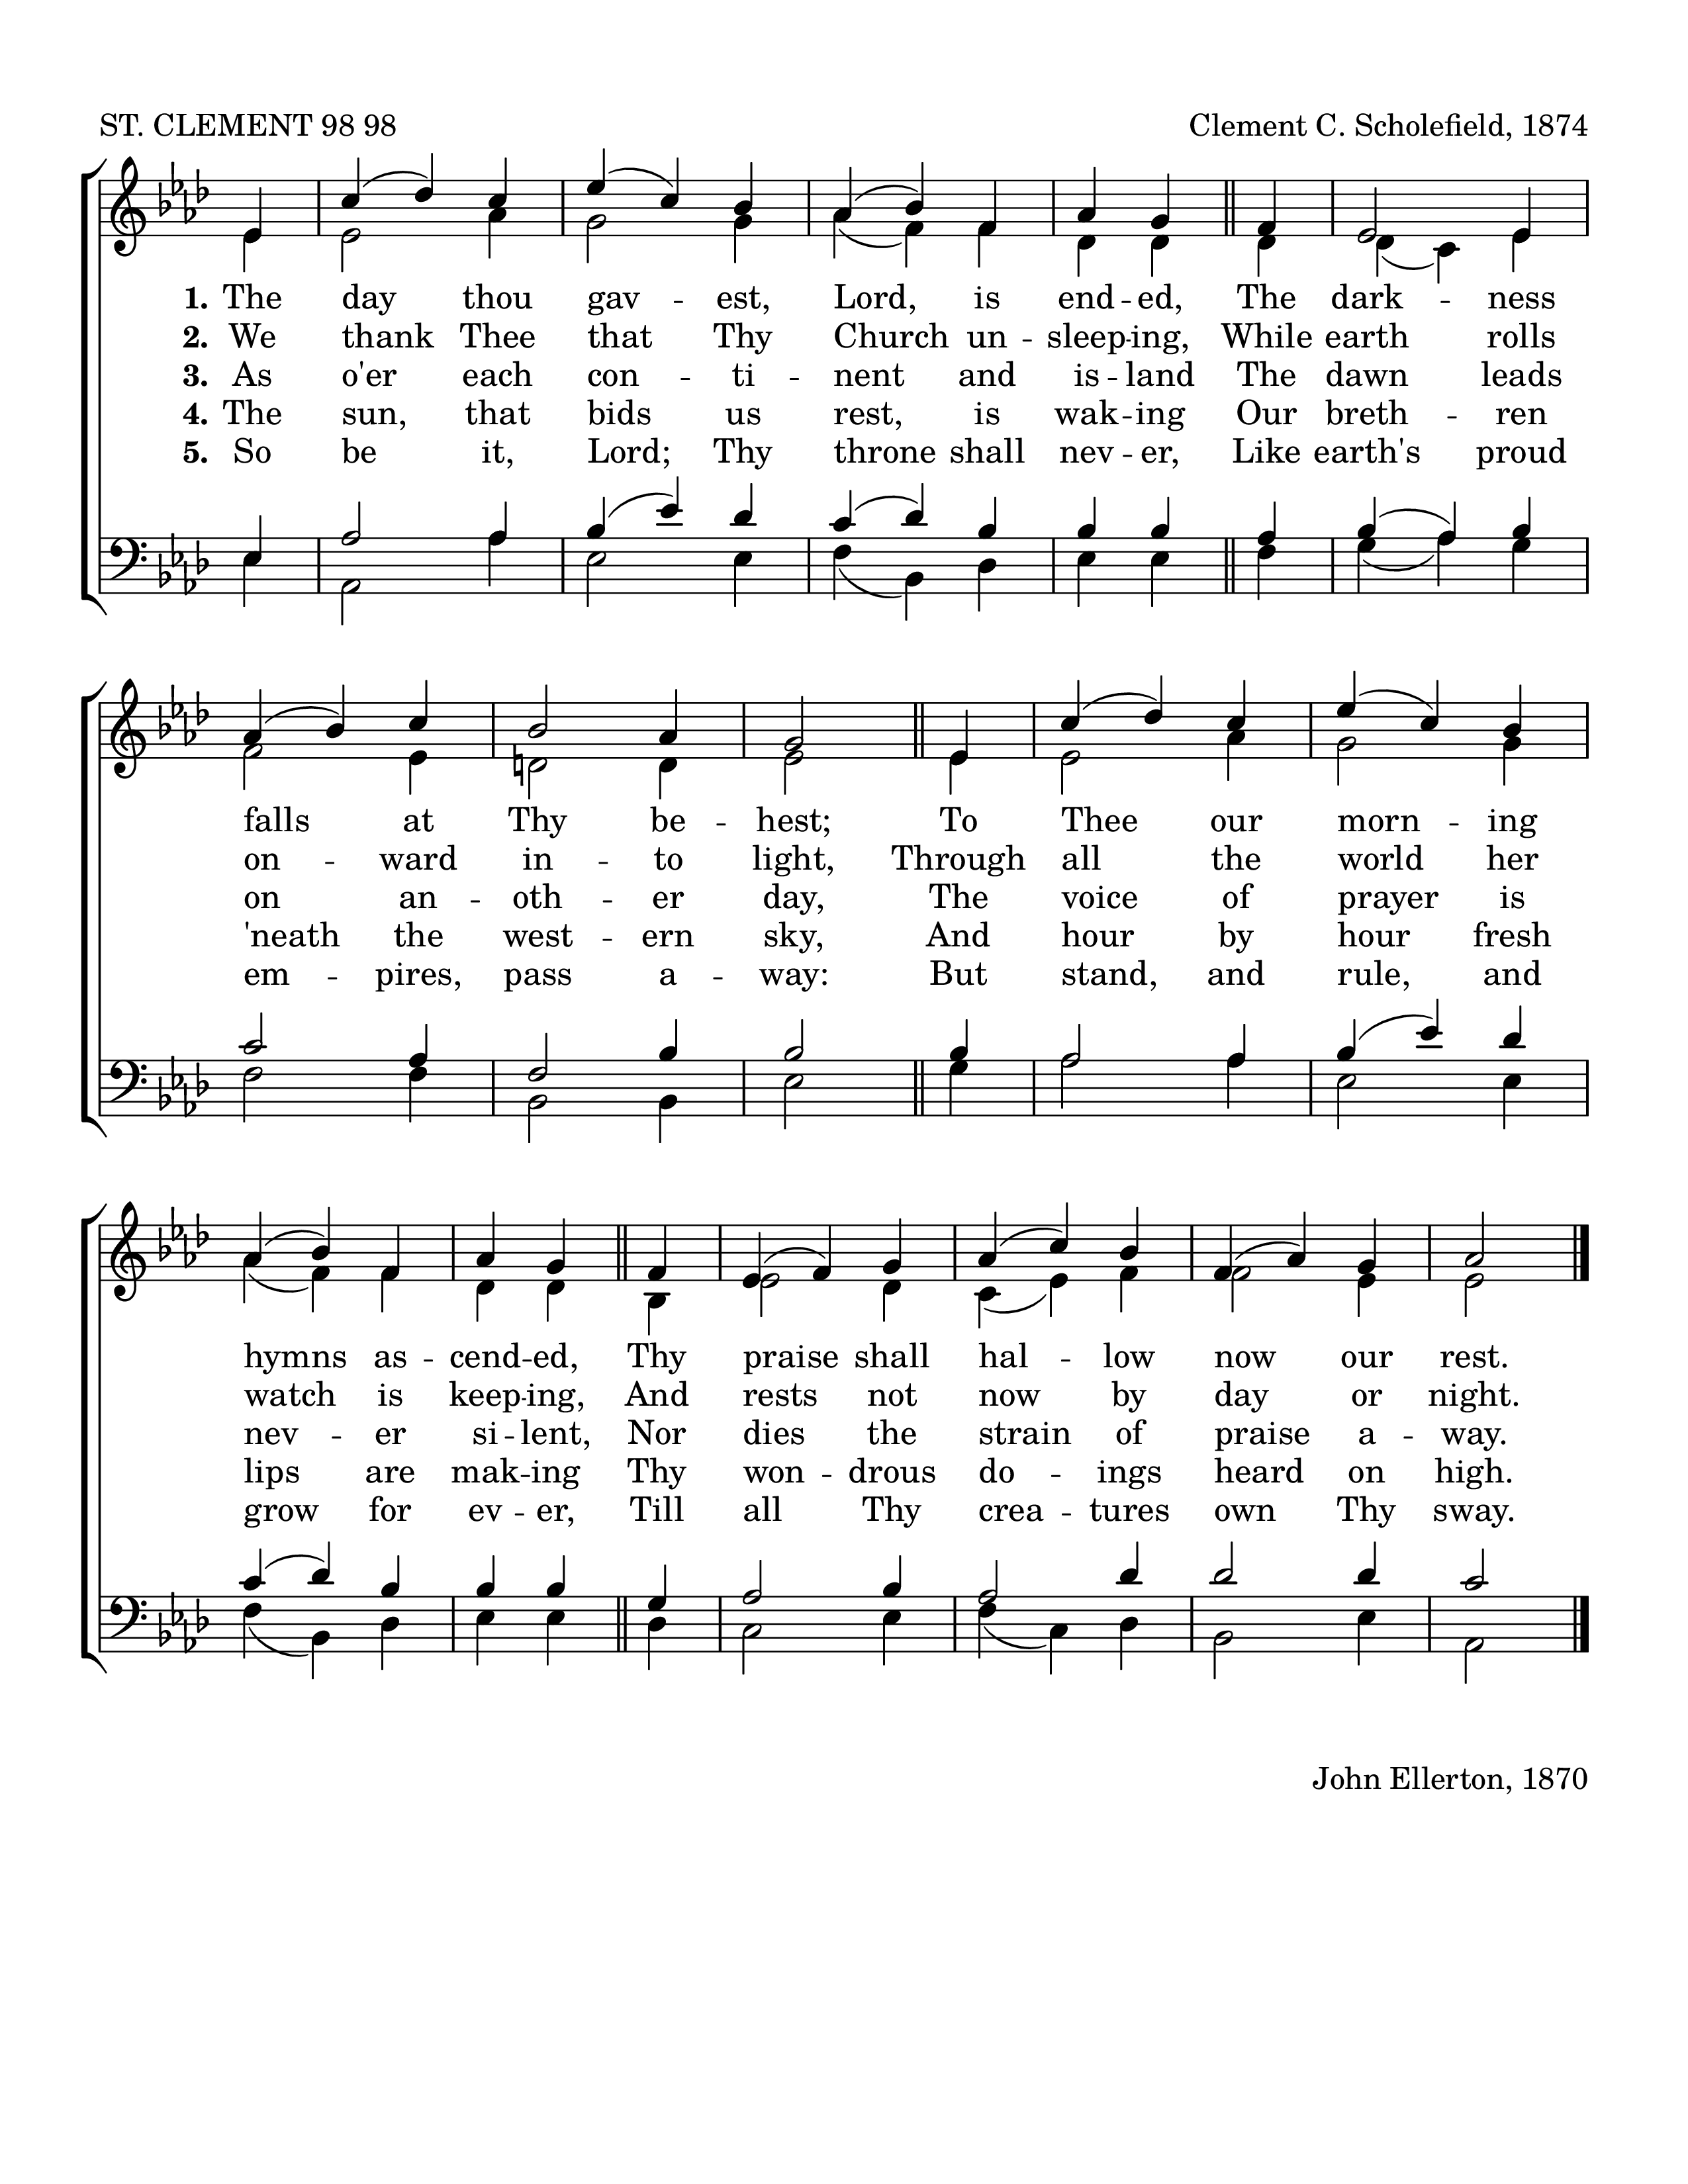 ST. CLEMENT 98 98
Clement C. Scholefield, 1874
1. The day thou gav -- est, Lord, is end -- ed, The dark -- ness
2. We thank Thee that Thy Church un -- sleep -- ing, While earth rolls
3. As o'er each con -- ti -- nent and is -- land The dawn leads
4. The sun, that bids us rest, is wak -- ing Our breth -- ren
5. So be it, Lord; Thy throne shall nev -- er, Like earth's proud
falls at Thy be -- hest; To Thee our morn -- ing
on -- ward in -- to light, Through all the world her
on an -- oth -- er day, The voice of prayer is
'neath the west -- ern sky, And hour by hour fresh
em -- pires, pass a -- way: But stand, and rule, and
hymns as -- cend -- ed, Thy praise shall hal -- low now our rest.
watch is keep -- ing, And rests not now by day or night.
nev -- er si -- lent, Nor dies the strain of praise a -- way.
lips are mak -- ing Thy won -- drous do -- ings heard on high.
grow for ev -- er, Till all Thy crea -- tures own Thy sway.
John Ellerton, 1870